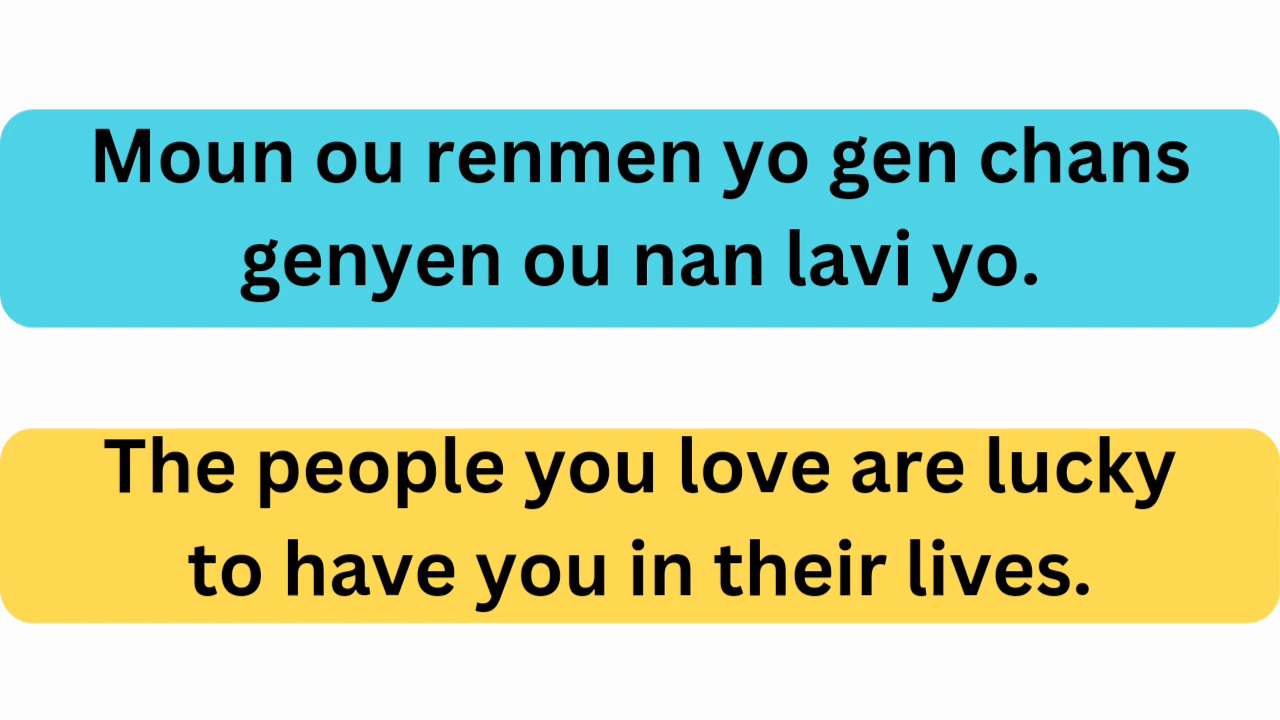 Moun ou renmen yo gen chans
genyen ou nan lavi yo.
The people you love are lucky
to have you in their lives.